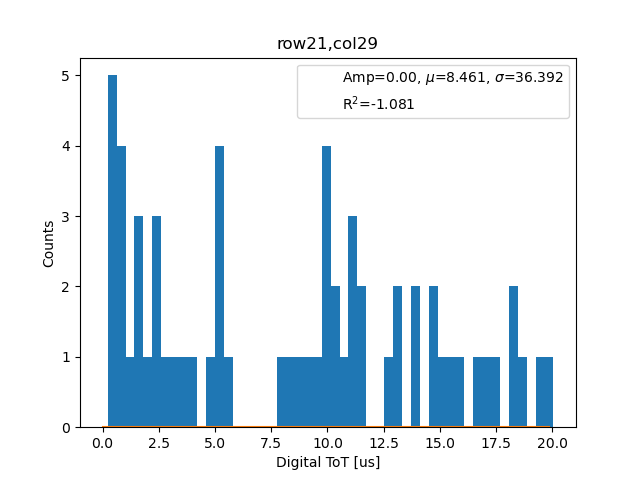 row21,col29
Amp=0.00, μ=8.461, σ=36.392
R²=-1.081
5
4
3
2
1
0
Counts
0.0 2.5 5.0 7.5 10.0 12.5 15.0 17.5 20.0
Digital ToT [us]